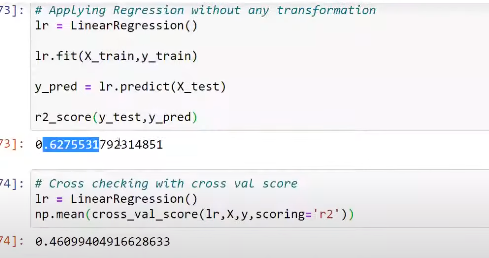 73]:
# Applying Regression without any transformation
lr = LinearRegression()
lr.fit(X_train,y_train)
y_pred = lr.predict(X_test)
r2_score(y_test,y_pred)
73]: 0.6275531792314851
74]:
# Cross checking with cross val score
lr = LinearRegression()
np.mean(cross_val_score(lr,X,y,scoring='r2'))
74]: 0.46099404916628633